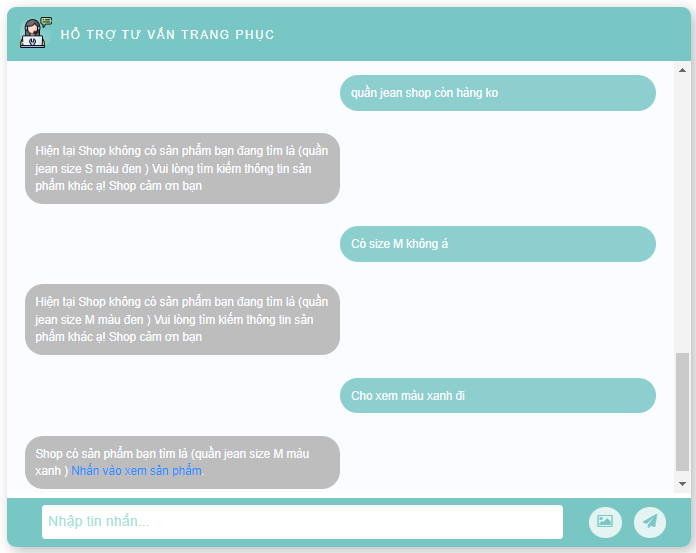 HỖ TRỢ TƯ VẤN TRANG PHỤC
quần jean shop còn hàng ko
Hiện tại Shop không có sản phẩm bạn đang tìm là (quần
jean size S màu đen ) Vui lòng tìm kiếm thông tin sản
phẩm khác ạ! Shop cảm ơn bạn
Có size M không á
Hiện tại Shop không có sản phẩm bạn đang tìm là (quần
jean size M màu đen ) Vui lòng tìm kiếm thông tin sản
phẩm khác ạ! Shop cảm ơn bạn
Cho xem màu xanh đi
Shop có sản phẩm bạn tìm là (quần jean size M màu
xanh ) Nhấn vào xem sản phẩm.
Nhập tin nhắn...